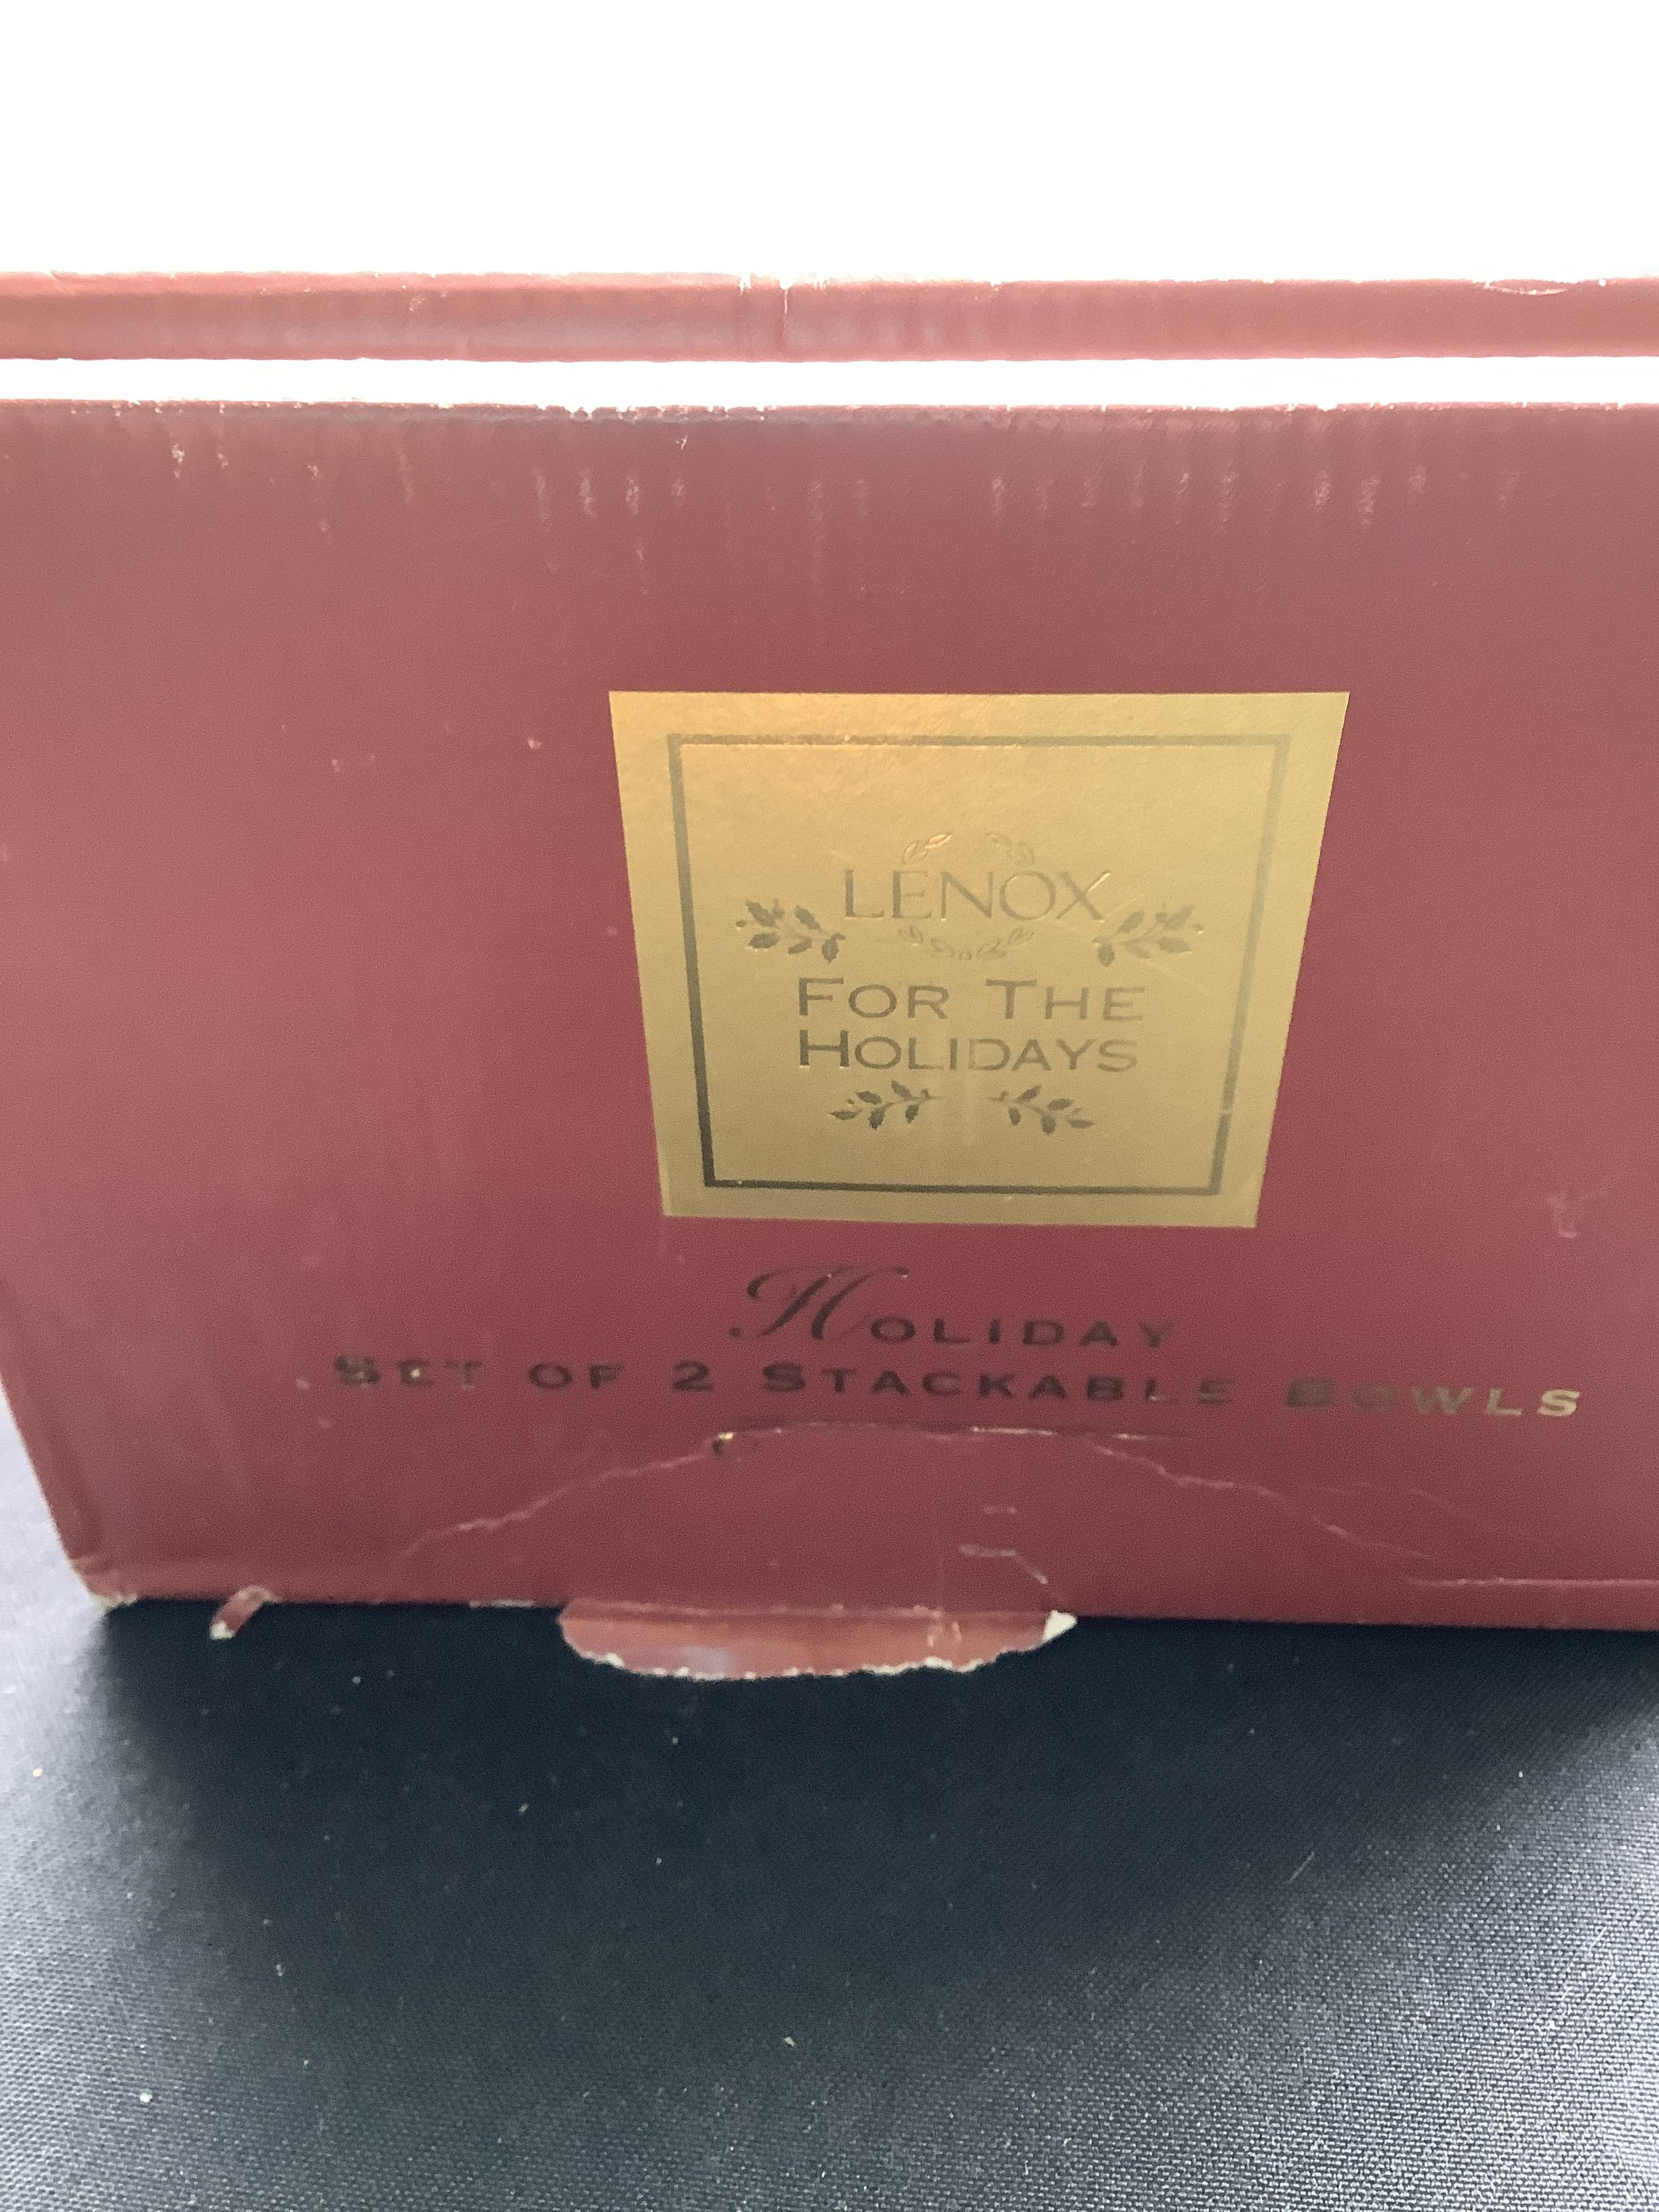 LENOX
FOR THE
HOLIDAYS
HOLIDAY
SET OF 2 STACKABLE BOWLS